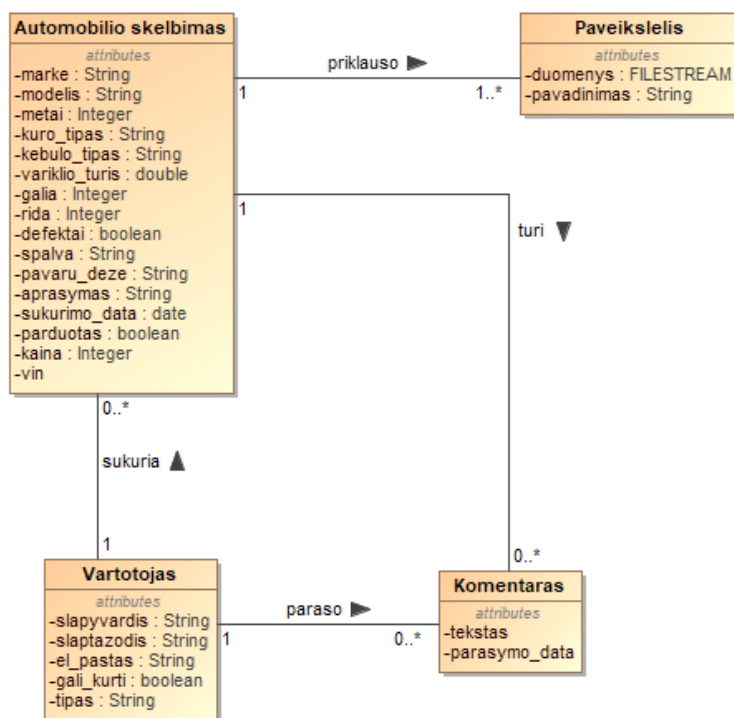 Automobilio skelbimas
attributes
-marke : String
-modelis : String
-metai : Integer
-kuro_tipas : String
-kebulo_tipas : String
-variklio_turis : double
-galia : Integer
-rida : Integer
-defektai : boolean
-spalva : String
-pavaru_deze : String
-aprasymas : String
-sukurimo_data : date
-parduotas : boolean
-kaina : Integer
-vin
priklauso
1
1..*
Paveikslelis
attributes
-duomenys : FILESTREAM
-pavadinimas : String
1
turi
0..*
0..*
sukuria
1
Vartotojas
attributes
-slapyvardis : String
-slaptazodis : String
-el_pastas : String
-gali_kurti : boolean
-tipas : String
paraso
1
0..*
Komentaras
attributes
-tekstas
-parasymo_data